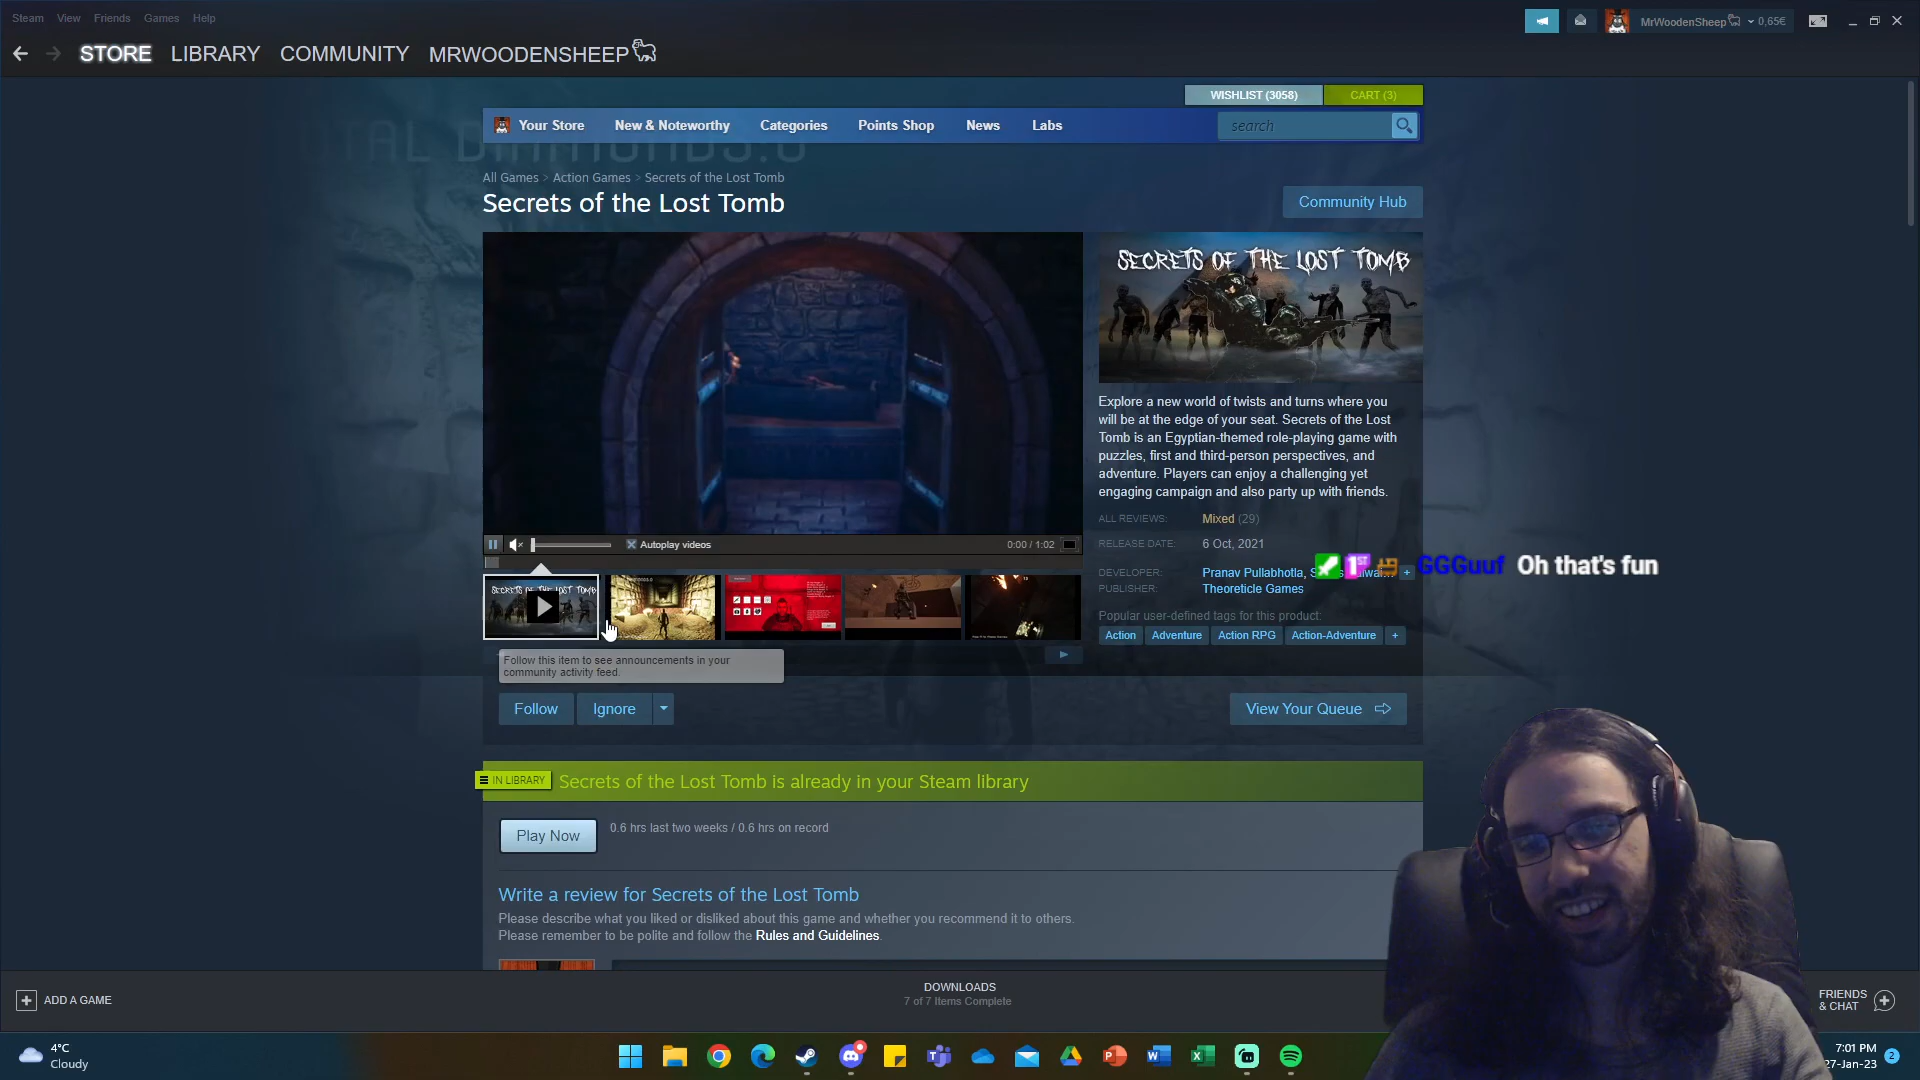 Steam View Friends Games Help
MrWoodenSheep 0,65€
STORE LIBRARY COMMUNITY MRWOODENSHEEP
WISHLIST (3058) CART (3)
Your Store New & Noteworthy Categories Points Shop News Labs search
All Games > Action Games > Secrets of the Lost Tomb
Secrets of the Lost Tomb
Community Hub
SECRETS OF THE LOST TOMB
Explore a new world of twists and turns where you
will be at the edge of your seat. Secrets of the Lost
Tomb is an Egyptian-themed role-playing game with
puzzles, first and third-person perspectives, and
adventure. Players can enjoy a challenging yet
engaging campaign and also party up with friends.
ALL REVIEWS: Mixed (29)
RELEASE DATE: 6 Oct, 2021
Autoplay videos 0:00 / 1:02
GGGuuf Oh that's fun
DEVELOPER: Pranav Pullabhotla, +
PUBLISHER: Theoreticle Games
SECRETS OF THE LOST TOMB
Popular user-defined tags for this product:
Action Adventure Action RPG Action-Adventure +
Follow this item to see announcements in your
community activity feed.
Follow Ignore View Your Queue
IN LIBRARY Secrets of the Lost Tomb is already in your Steam library
Play Now 0.6 hrs last two weeks / 0.6 hrs on record
Write a review for Secrets of the Lost Tomb
Please describe what you liked or disliked about this game and whether you recommend it to others.
Please remember to be polite and follow the Rules and Guidelines.
+ ADD A GAME
DOWNLOADS
7 of 7 Items Complete
FRIENDS
& CHAT
4°C
Cloudy
7:01 PM
27-Jan-23 2